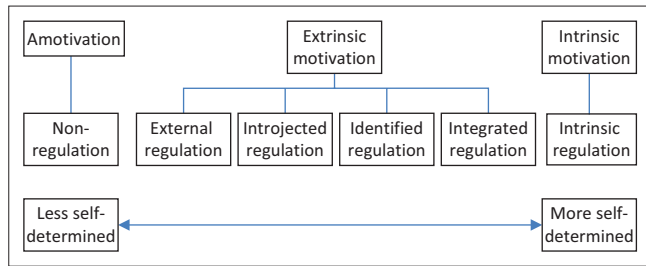 Amotivation
Extrinsic
motivation
Intrinsic
motivation
Non-
regulation
External
regulation
Introjected
regulation
Identified
regulation
Integrated
regulation
Intrinsic
regulation
Less self-
determined
More self-
determined